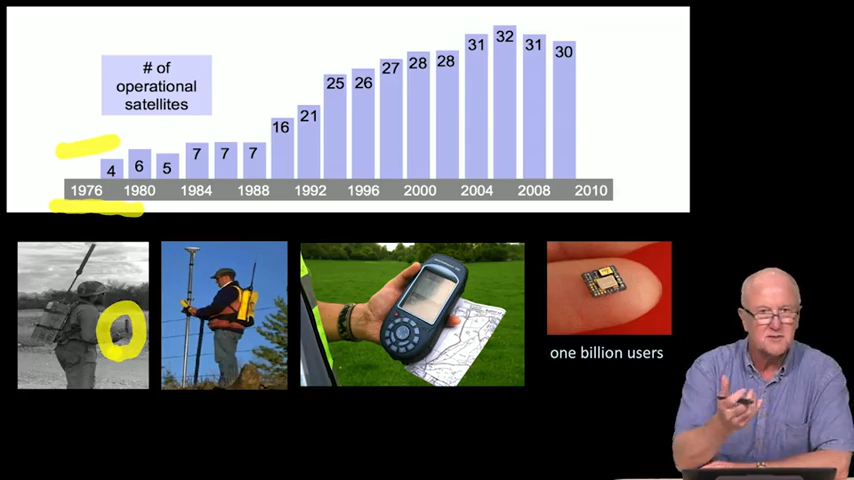 # of
operational
satellites
4 6 5 7 7 7 16 21 25 26 27 28 28 31 32 31 30
1976 1980 1984 1988 1992 1996 2000 2004 2008 2010
one billion users